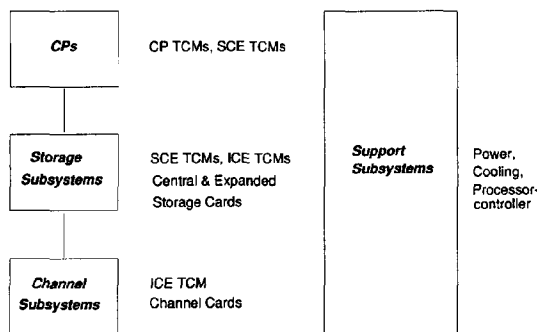 CPs
CP TCMs, SCE TCMs
Storage
Subsystems
SCE TCMs, ICE TCMs
Central & Expanded
Storage Cards
Channel
Subsystems
ICE TCM
Channel Cards
Support
Subsystems
Power,
Cooling,
Processor-
controller